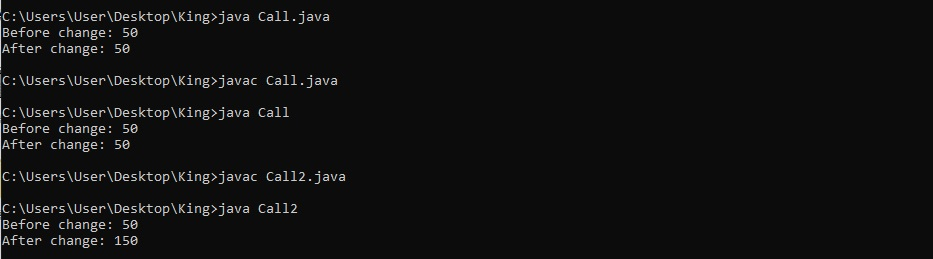 C:\Users\User\Desktop\King>java Call.java
Before change: 50
After change: 50
C:\Users\User\Desktop\King>javac Call.java
C:\Users\User\Desktop\King>java Call
Before change: 50
After change: 50
C:\Users\User\Desktop\King>javac Call2.java
C:\Users\User\Desktop\King>java Call2
Before change: 50
After change: 150